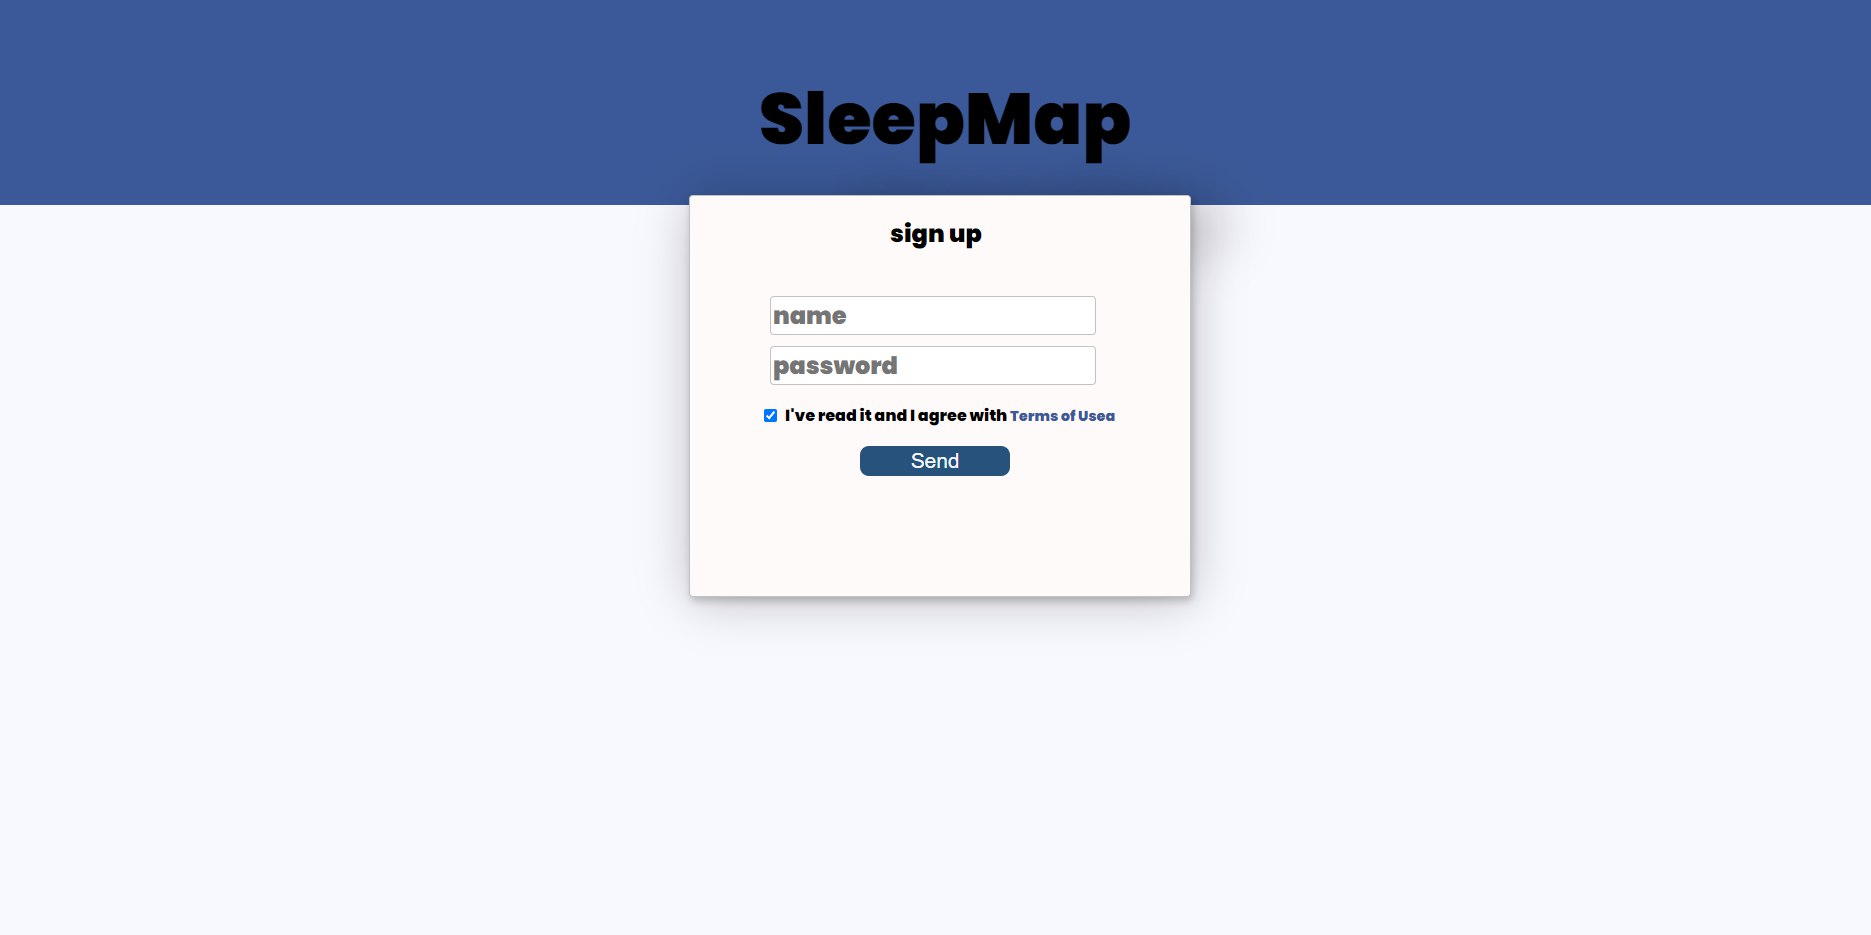 SleepMap
sign up
name
password
I've read it and I agree with Terms of Usea
Send